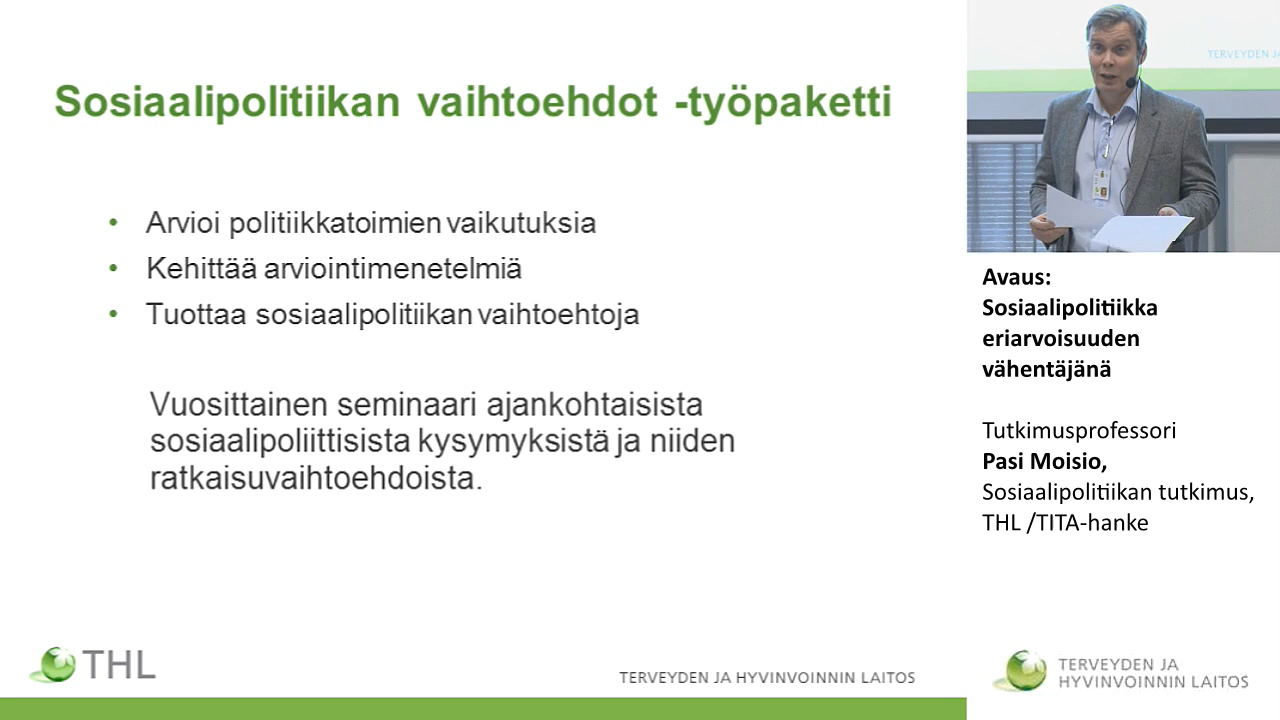 Sosiaalipolitiikan vaihtoehdot -työpaketti
• Arvioi politiikkatoimien vaikutuksia
• Kehittää arviointimenetelmiä
• Tuottaa sosiaalipolitiikan vaihtoehtoja
Vuosittainen seminaari ajankohtaisista
sosiaalipoliittisista kysymyksistä ja niiden
ratkaisuvaihtoehdoista.
THL
TERVEYDEN JA HYVINVOINNIN LAITOS
TERVEYDEN
Avaus:
Sosiaalipolitiikka
eriarvoisuuden
vähentäjänä
Tutkimusprofessori
Pasi Moisio,
Sosiaalipolitiikan tutkimus,
THL /TITA-hanke
TERVEYDEN JA
HYVINVOINNIN LAITOS